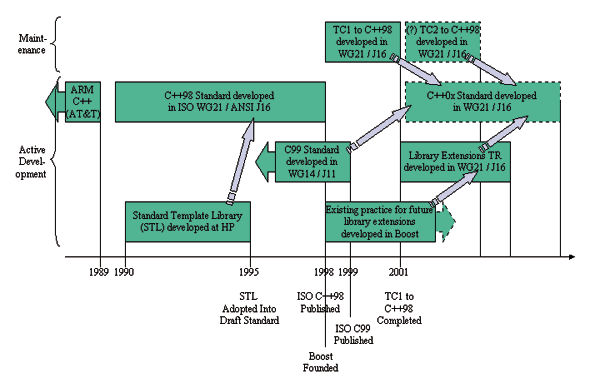 Maint-
enance
TC1 to C++98
developed in
WG21 / J16
(?) TC2 to C++98
developed in
WG21 / J16
ARM
C++
(AT&T)
C++98 Standard developed
in ISO WG21 / ANSI J16
C++0x Standard developed
in WG21 / J16
Active
Devel-
opment
C99 Standard
developed in
WG14 / J11
Library Extensions TR
developed in WG21 / J16
Standard Template Library
(STL) developed at HP
Existing practice for future
library extensions
developed in Boost
1989
1990
1995
1998
1999
2001
STL
Adopted Into
Draft Standard
ISO C++98
Published
TC1 to
C++98
Completed
ISO C99
Published
Boost
Founded